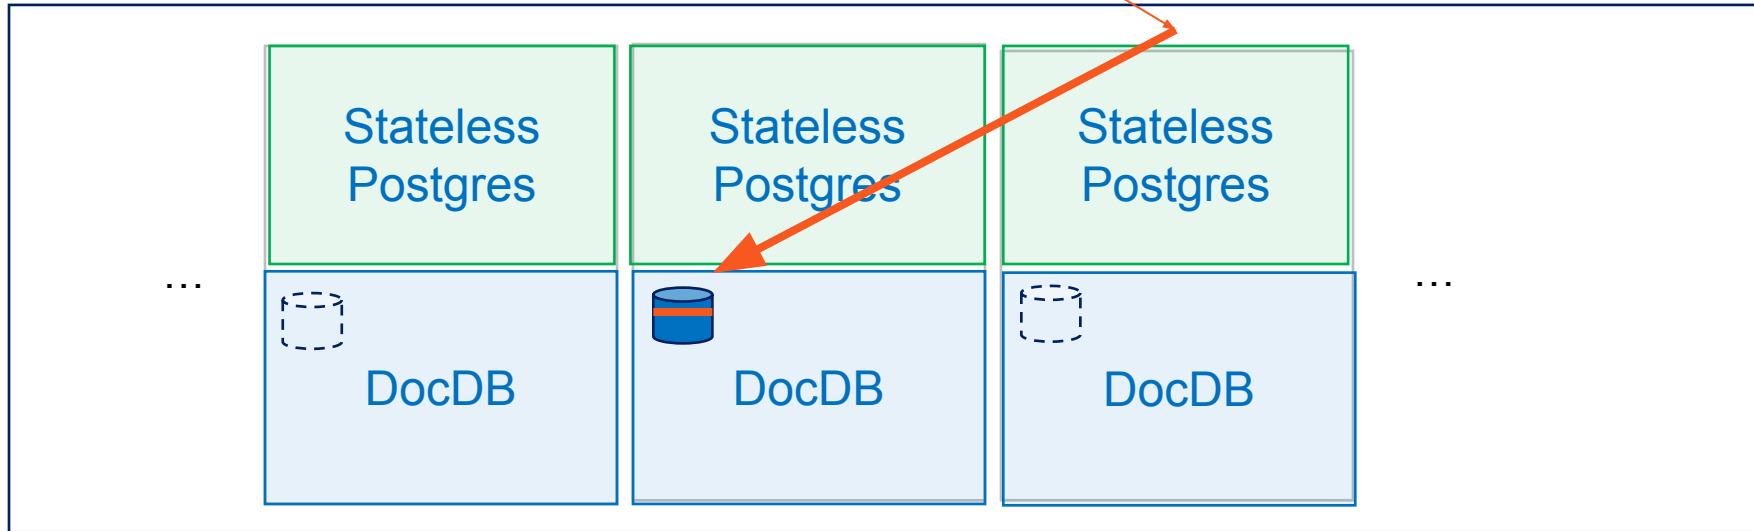 Stateless
Postgres
Stateless
Postgres
Stateless
Postgres
...
DocDB
DocDB
DocDB
...